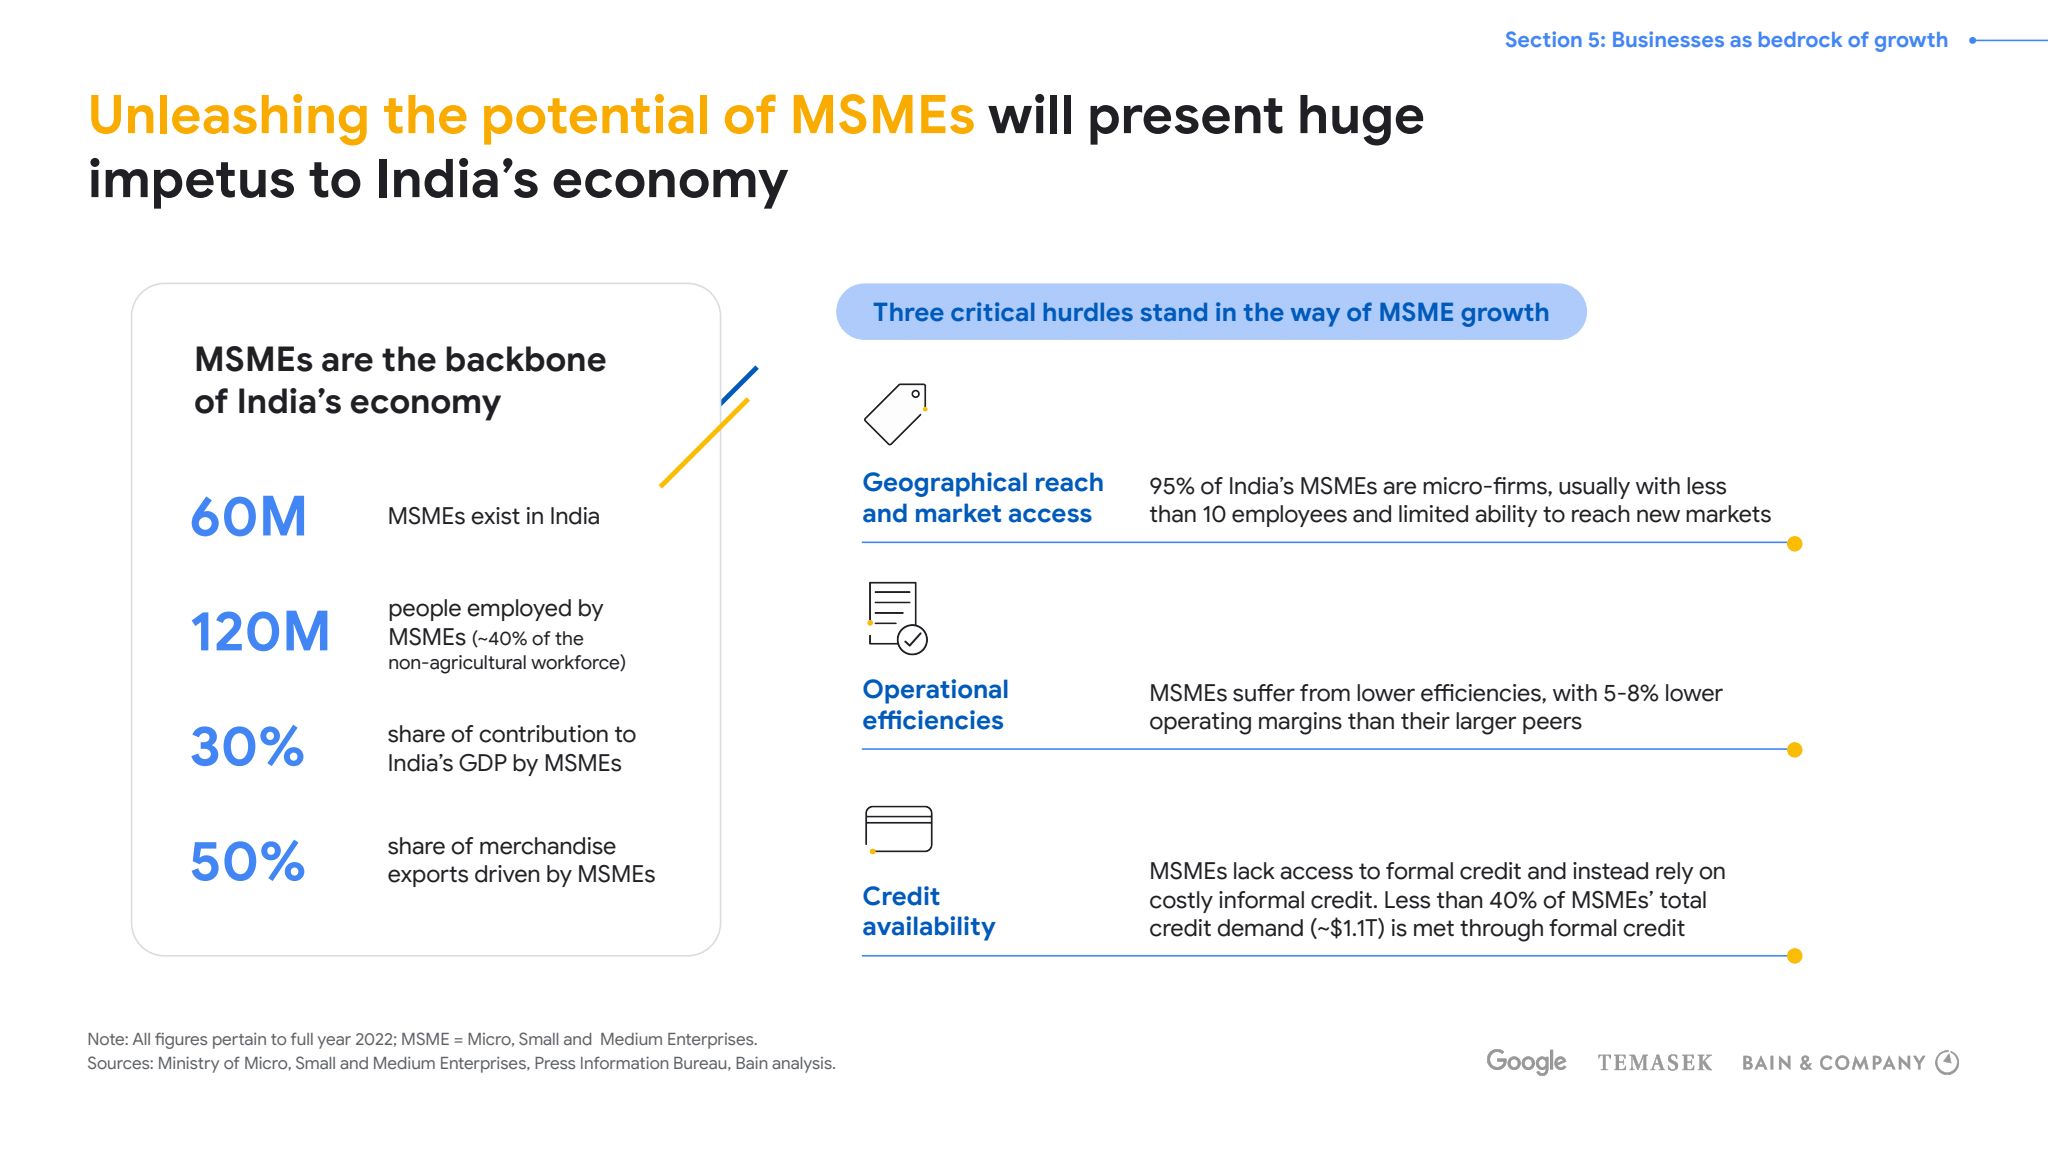 Section 5: Businesses as bedrock of growth
Unleashing the potential of MSMEs will present huge
impetus to India’s economy
MSMEs are the backbone
of India’s economy
60M
MSMEs exist in India
120M
people employed by
MSMEs (~40% of the
non-agricultural workforce)
30%
share of contribution to
India’s GDP by MSMEs
50%
share of merchandise
exports driven by MSMEs
Three critical hurdles stand in the way of MSME growth
Geographical reach
and market access
95% of India’s MSMEs are micro-firms, usually with less
than 10 employees and limited ability to reach new markets
Operational
efficiencies
MSMEs suffer from lower efficiencies, with 5-8% lower
operating margins than their larger peers
Credit
availability
MSMEs lack access to formal credit and instead rely on
costly informal credit. Less than 40% of MSMEs’ total
credit demand (~$1.1T) is met through formal credit
Note: All figures pertain to full year 2022; MSME = Micro, Small and  Medium Enterprises.
Sources: Ministry of Micro, Small and Medium Enterprises, Press Information Bureau, Bain analysis.
Google
TEMASEK
BAIN & COMPANY